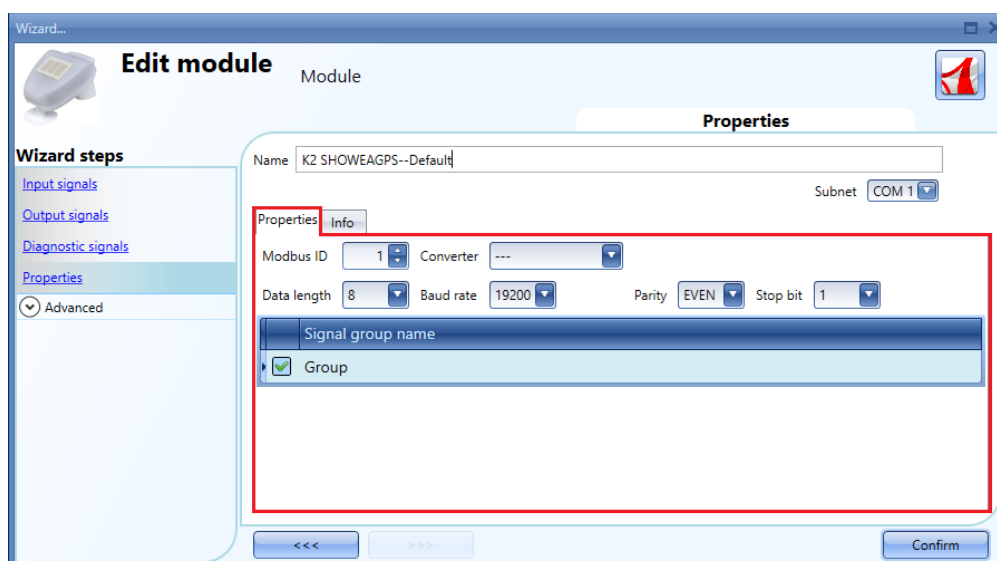 Wizard...
Edit module
Module
Properties
Wizard steps
Input signals
Output signals
Diagnostic signals
Properties
Advanced
Name K2 SHOWEAGPS--Default
Subnet COM 1
Properties Info
Modbus ID 1 Converter ---
Data length 8 Baud rate 19200 Parity EVEN Stop bit 1
Signal group name
Group
<<< >>> Confirm